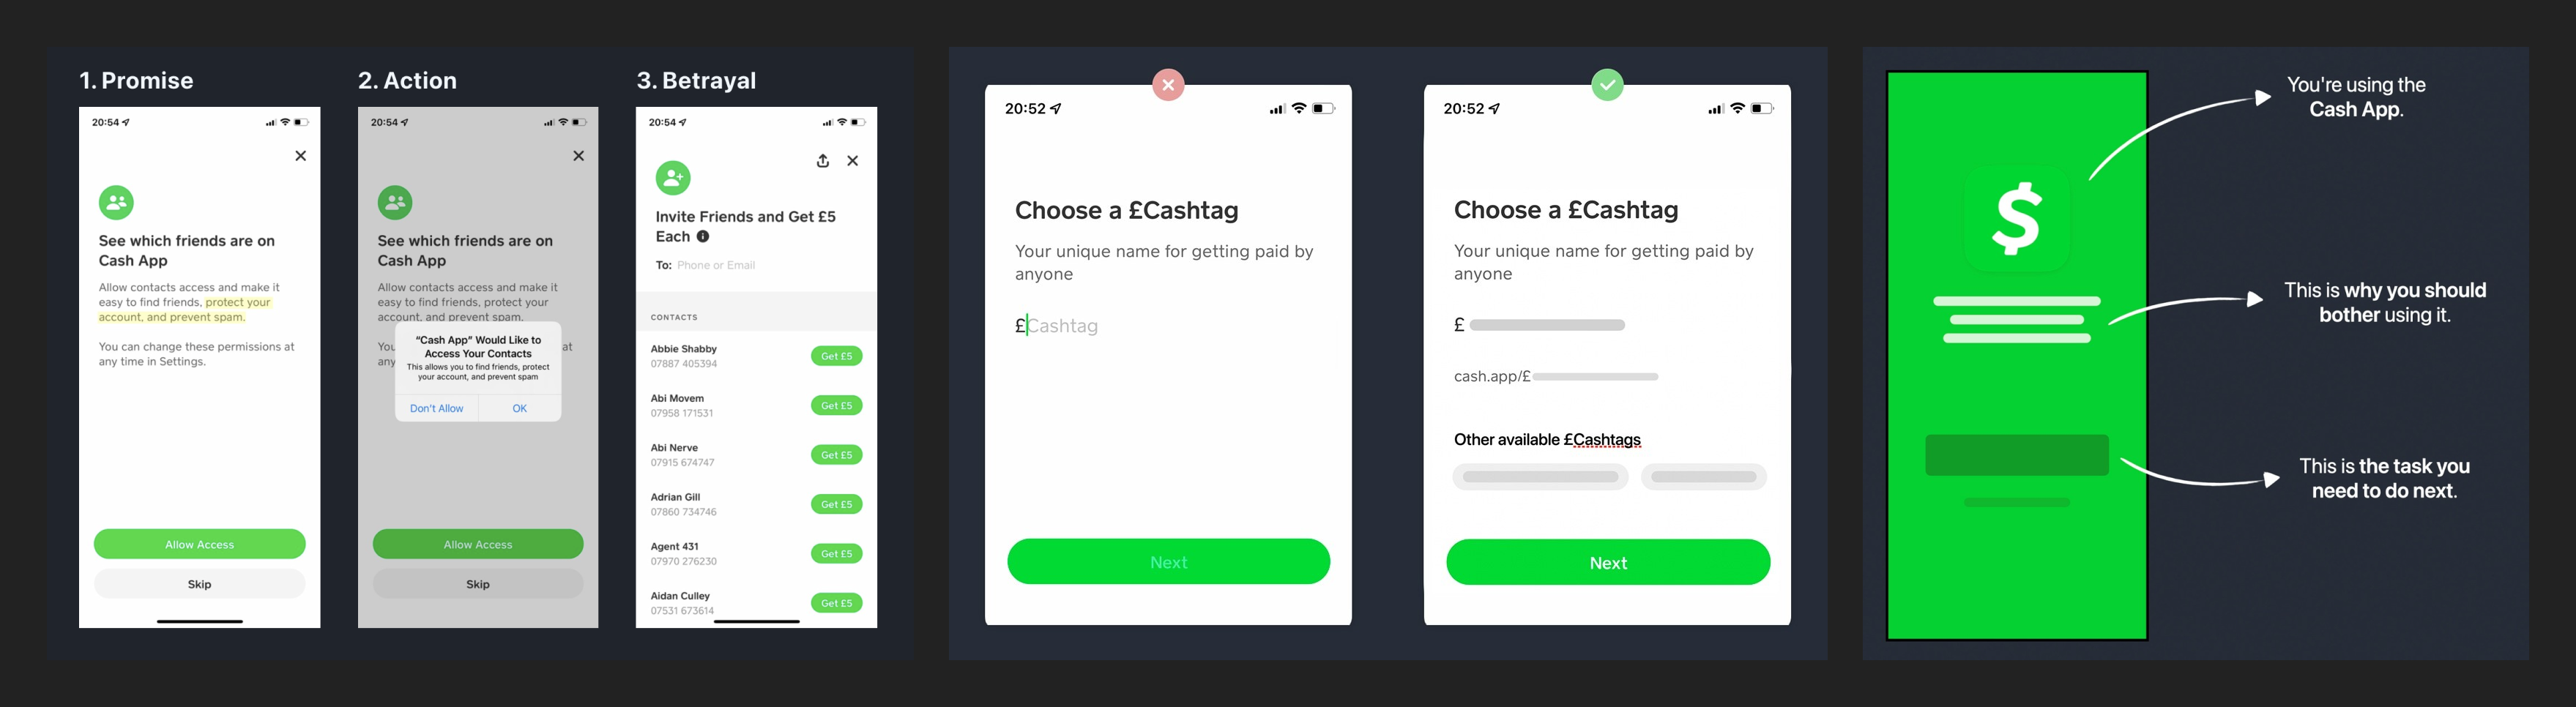 1. Promise
20:54
See which friends are on
Cash App
Allow contacts access and make it
easy to find friends, protect your
account, and prevent spam.
You can change these permissions at
any time in Settings.
Allow Access
Skip
2. Action
20:54
See which friends are on
Cash App
Allow contacts access and make it
easy to find friends, protect your
account, and prevent spam.
You
at
any
“Cash App” Would Like to
Access Your Contacts
This allows you to find friends, protect
your account, and prevent spam
Don't Allow
OK
Allow Access
Skip
3. Betrayal
20:54
Invite Friends and Get £5
Each
To: Phone or Email
CONTACTS
Abbie Shabby
07887 405394
Get £5
Abi Movem
07958 171531
Get £5
Abi Nerve
07915 674747
Get £5
Adrian Gill
07860 734746
Get £5
Agent 431
07970 276230
Get £5
Aidan Culley
07531 673614
Get £5
20:52
Choose a £Cashtag
Your unique name for getting paid by
anyone
£Cashtag
Next
20:52
Choose a £Cashtag
Your unique name for getting paid by
anyone
£
cash.app/£
Other available £Cashtags
Next
$
You're using the
Cash App.
This is why you should
bother using it.
This is the task you
need to do next.